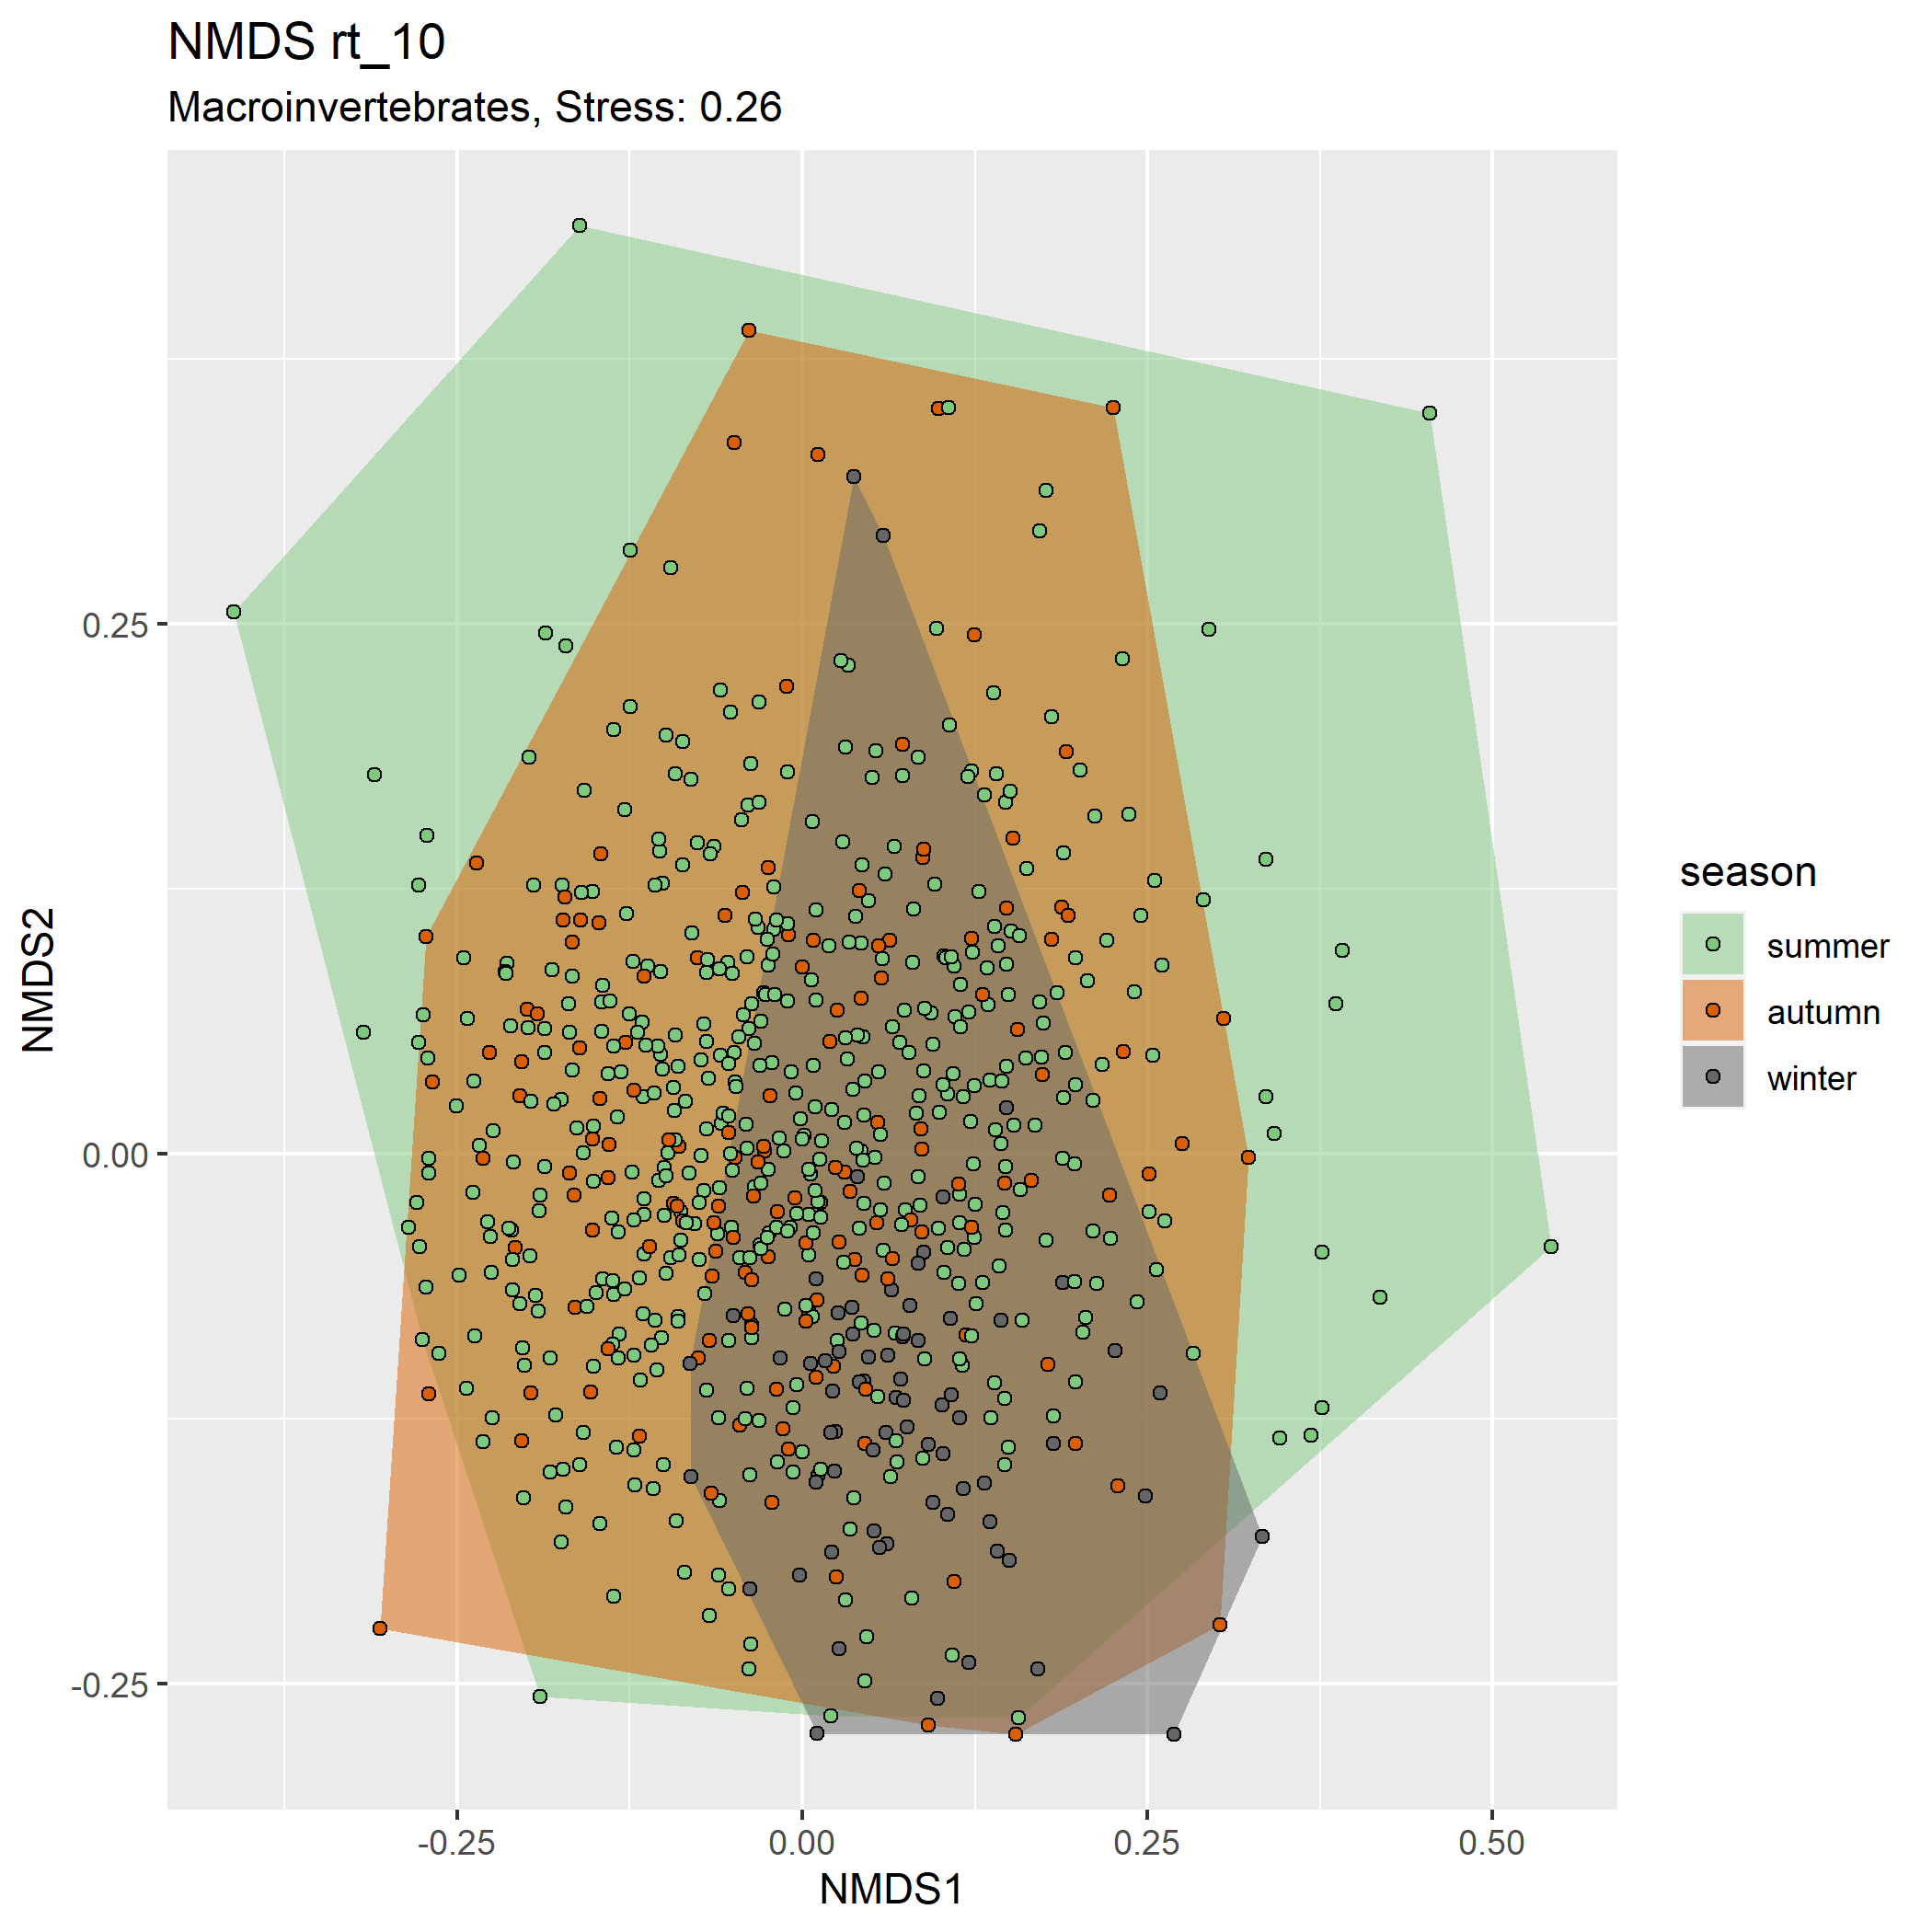 NMDS rt_10
Macroinvertebrates, Stress: 0.26
NMDS2
0.25
0.00
-0.25
-0.25
0.00
0.25
0.50
NMDS1
season
summer
autumn
winter